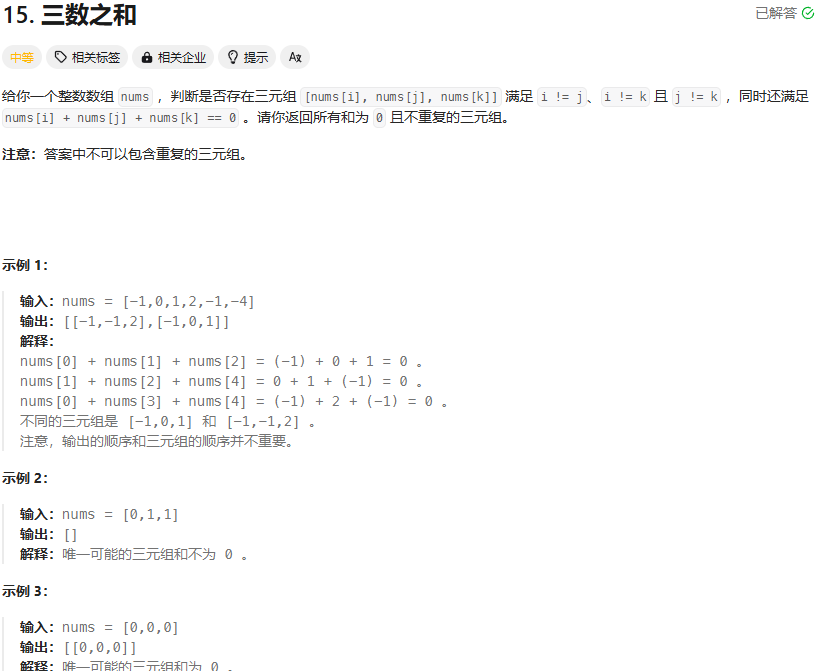 15. 三数之和
已解答
中等 相关标签 相关企业 提示 Aあ
给你一个整数数组 nums ，判断是否存在三元组 [nums[i], nums[j], nums[k]] 满足 i != j、i != k 且 j != k ，同时还满足
nums[i] + nums[j] + nums[k] == 0 。请你返回所有和为 0 且不重复的三元组。
注意：答案中不可以包含重复的三元组。
示例 1：
输入：nums = [-1,0,1,2,-1,-4]
输出：[[-1,-1,2],[-1,0,1]]
解释：
nums[0] + nums[1] + nums[2] = (-1) + 0 + 1 = 0 。
nums[1] + nums[2] + nums[4] = 0 + 1 + (-1) = 0 。
nums[0] + nums[3] + nums[4] = (-1) + 2 + (-1) = 0 。
不同的三元组是 [-1,0,1] 和 [-1,-1,2] 。
注意，输出的顺序和三元组的顺序并不重要。
示例 2：
输入：nums = [0,1,1]
输出：[]
解释：唯一可能的三元组和不为 0 。
示例 3：
输入：nums = [0,0,0]
输出：[[0,0,0]]
解释：唯一可能的三元组和为 0 。